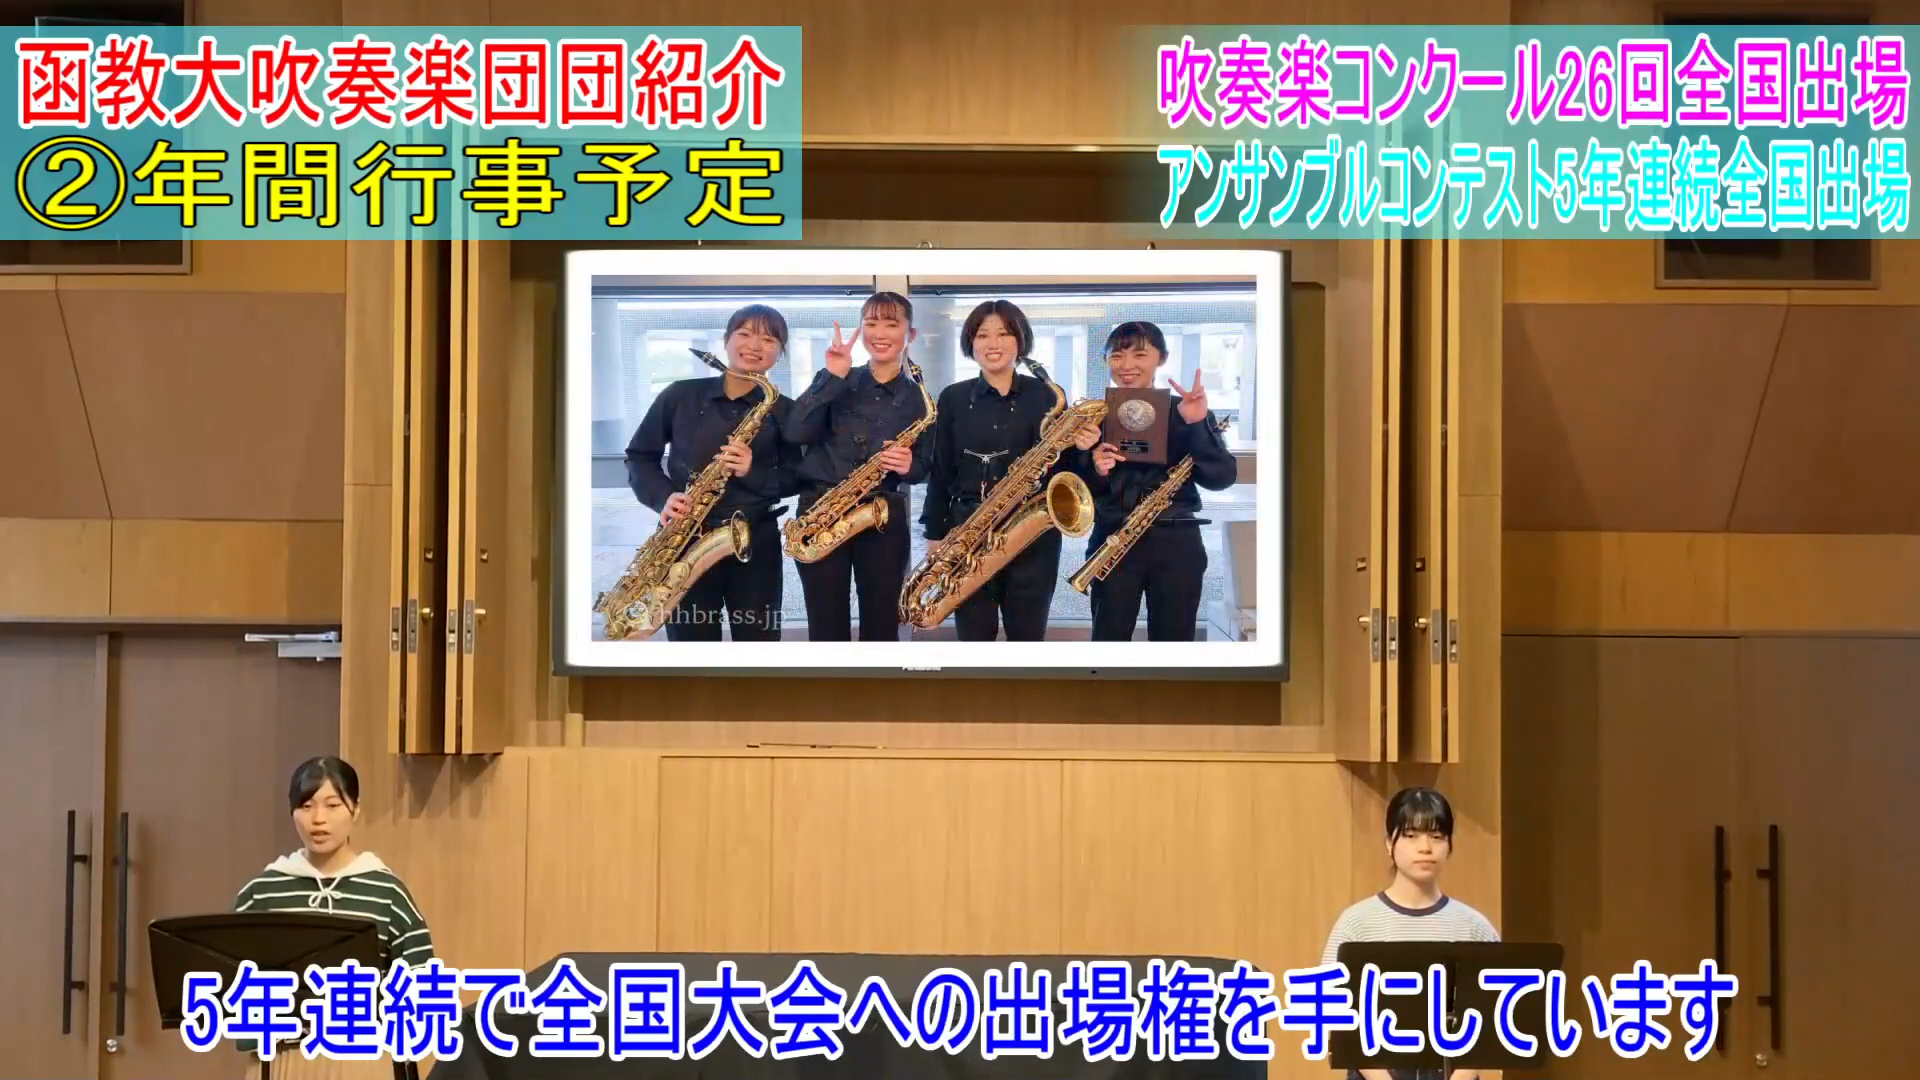 函教大吹奏楽団団紹介
②年間行事予定
吹奏楽コンクール26回全国出場
アンサンブルコンテスト5年連続全国出場
hhbrass.jp
5年連続で全国大会への出場権を手にしています